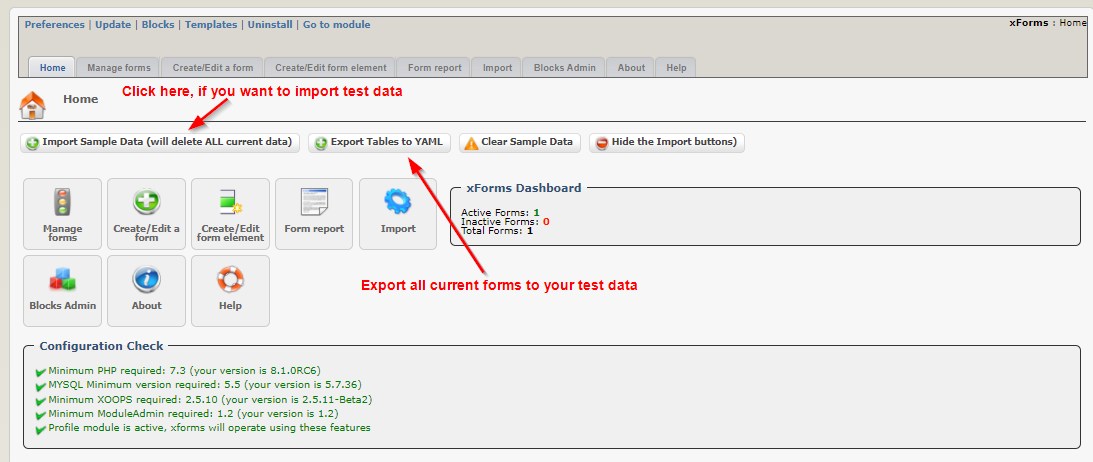 Preferences | Update | Blocks | Templates | Uninstall | Go to module
xForms : Home
Home Manage forms Create/Edit a form Create/Edit form element Form report Import Blocks Admin About Help
Home
Click here, if you want to import test data
Import Sample Data (will delete ALL current data) Export Tables to YAML Clear Sample Data Hide the Import buttons)
Manage
forms
Create/Edit a
form
Create/Edit
form element
Form report
Import
xForms Dashboard
Active Forms: 1
Inactive Forms: 0
Total Forms: 1
Export all current forms to your test data
Blocks Admin
About
Help
Configuration Check
Minimum PHP required: 7.3 (your version is 8.1.0RC6)
MYSQL Minimum version required: 5.5 (your version is 5.7.36)
Minimum XOOPS required: 2.5.10 (your version is 2.5.11-Beta2)
Minimum ModuleAdmin required: 1.2 (your version is 1.2)
Profile module is active, xforms will operate using these features